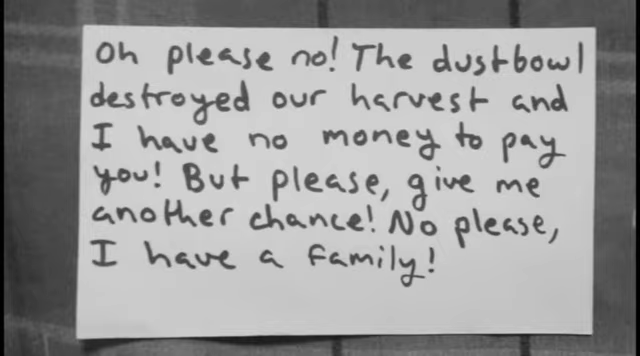 Oh please no! The dustbowl
destroyed our harvest and
I have no money to pay
you! But please, give me
another chance! No please,
I have a family!